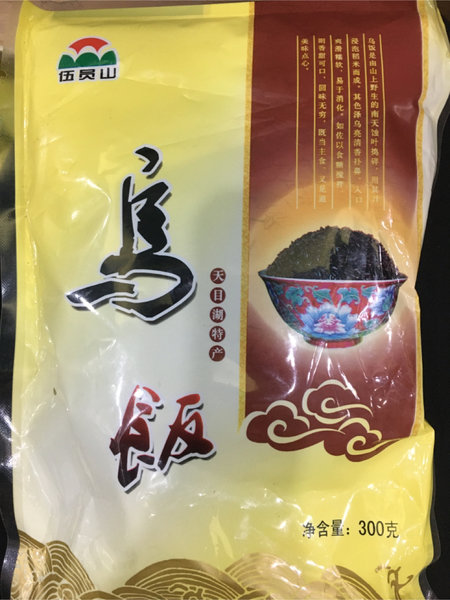 伍员山
乌饭是由山上野生的南天烛叶捣碎，用其汁
浸泡糯米而成。其色泽乌亮清香扑鼻，入口
爽滑糯软，易于消化。如佐以食糖搅拌
则香甜可口，回味无穷，既当主食，又是道
美味点心。
乌饭
天目湖特产
净含量：300克